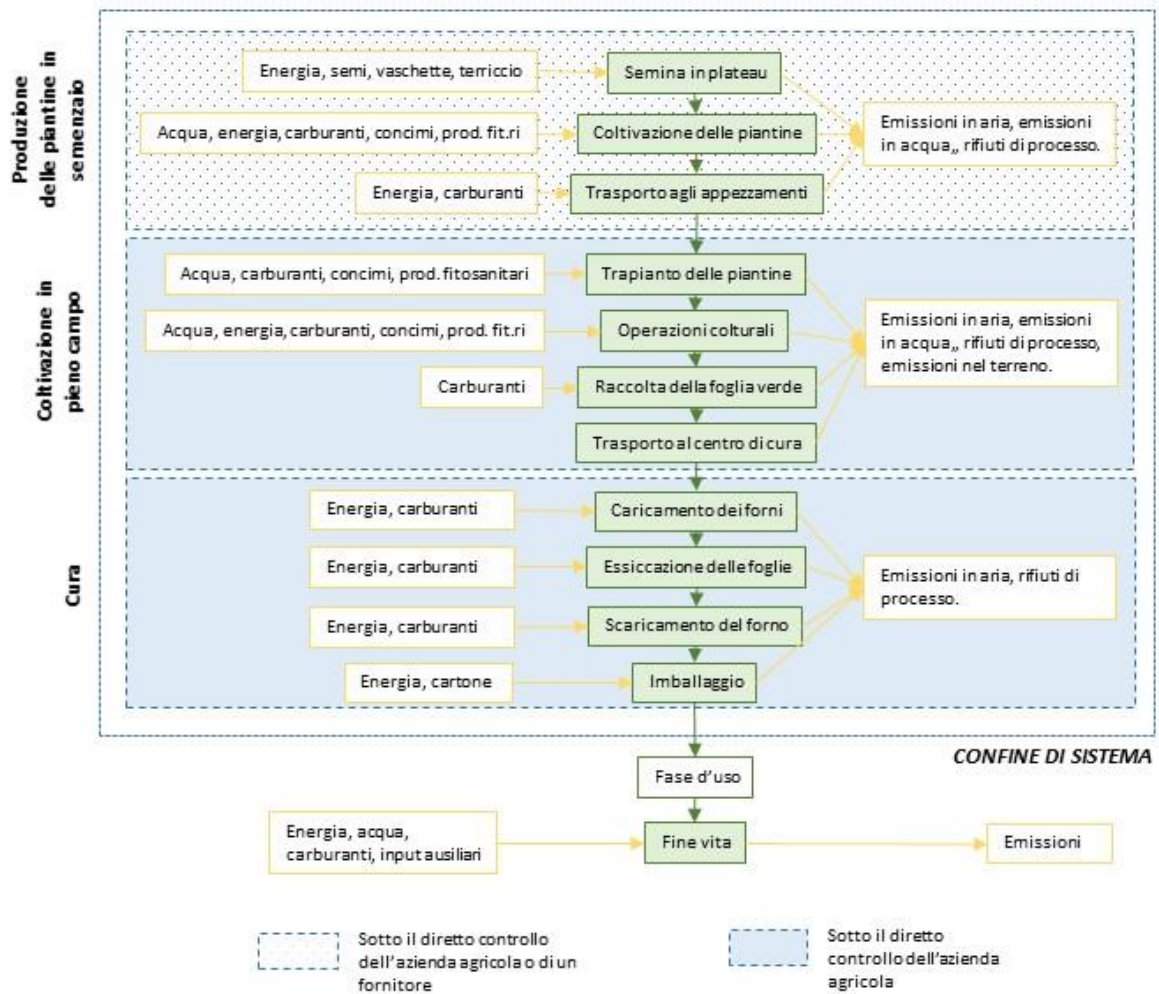 Produzione
delle piantine in
semenzaio
Energia, semi, vaschette, terriccio
Semina in plateau
Acqua, energia, carburanti, concimi, prod. fit.ri
Coltivazione delle piantine
Emissioni in aria, emissioni
in acqua,, rifiuti di processo.
Energia, carburanti
Trasporto agli appezzamenti
Coltivazione in
pieno campo
Acqua, carburanti, concimi, prod. fitosanitari
Trapianto delle piantine
Acqua, energia, carburanti, concimi, prod. fit.ri
Operazioni colturali
Emissioni in aria, emissioni
in acqua,, rifiuti di processo,
emissioni nel terreno.
Carburanti
Raccolta della foglia verde
Trasporto al centro di cura
Cura
Energia, carburanti
Caricamento dei forni
Energia, carburanti
Essiccazione delle foglie
Emissioni in aria, rifiuti di
processo.
Energia, carburanti
Scaricamento del forno
Energia, cartone
Imballaggio
CONFINE DI SISTEMA
Fase d'uso
Energia, acqua,
carburanti, input ausiliari
Fine vita
Emissioni
Sotto il diretto controllo
dell'azienda agricola o di un
fornitore
Sotto il diretto
controllo dell'azienda
agricola